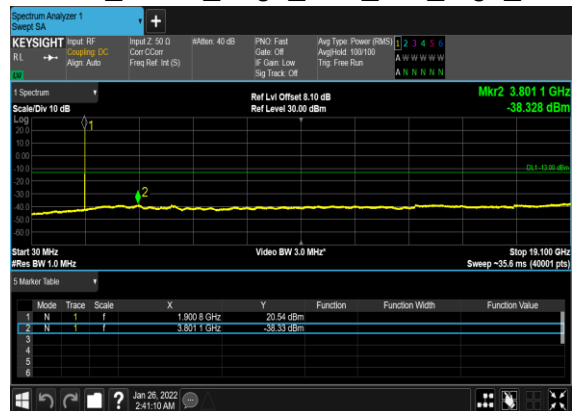 Spectrum Analyzer 1
Swept SA
KEYSIGHT Input: RF Input Z: 50 Ω #Atten: 40 dB PNO: Fast Avg Type: Power (RMS) 1 2 3 4 5 6
RL Coupling: DC Corr CCorr Gate: Off Avg|Hold: 100/100 A W W W W W
Align: Auto Freq Ref: Int (S) IF Gain: Low Trig: Free Run
Sig Track: Off A N N N N N
LW
1 Spectrum Ref Lvl Offset 8.10 dB Mkr2 3.801 1 GHz
Scale/Div 10 dB Ref Level 30.00 dBm -38.328 dBm
Log
20.0
1
10.0
0.00
-10.0
DL1 -13.00 dBm
-20.0
-30.0
2
-40.0
-50.0
-60.0
Start 30 MHz Video BW 3.0 MHz* Stop 19.100 GHz
#Res BW 1.0 MHz Sweep ~35.6 ms (40001 pts)
5 Marker Table
Mode Trace Scale X Y Function Function Width Function Value
1 N 1 f 1.900 8 GHz 20.54 dBm
2 N 1 f 3.801 1 GHz -38.33 dBm
3
4
5
6
? Jan 26, 2022
2:41:10 AM